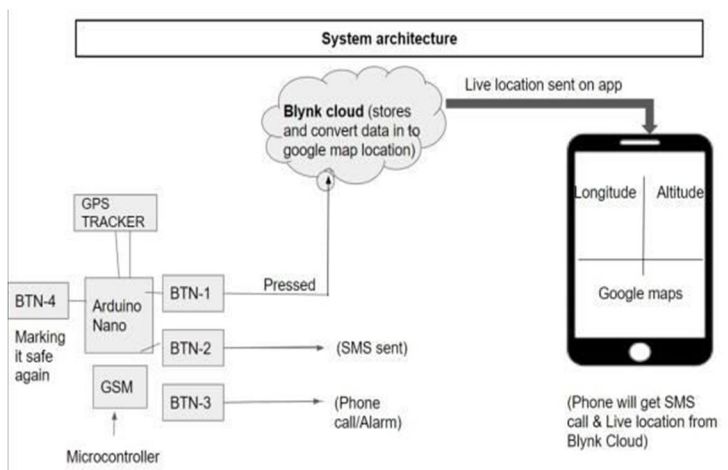 System architecture
Live location sent on app
Blynk cloud (stores
and convert data in to
google map location)
Longitude
Altitude
Google maps
GPS
TRACKER
BTN-4
Arduino
Nano
BTN-1
Pressed
Marking
it safe
again
BTN-2
(SMS sent)
GSM
BTN-3
(Phone
call/Alarm)
Microcontroller
(Phone will get SMS
call & Live location from
Blynk Cloud)